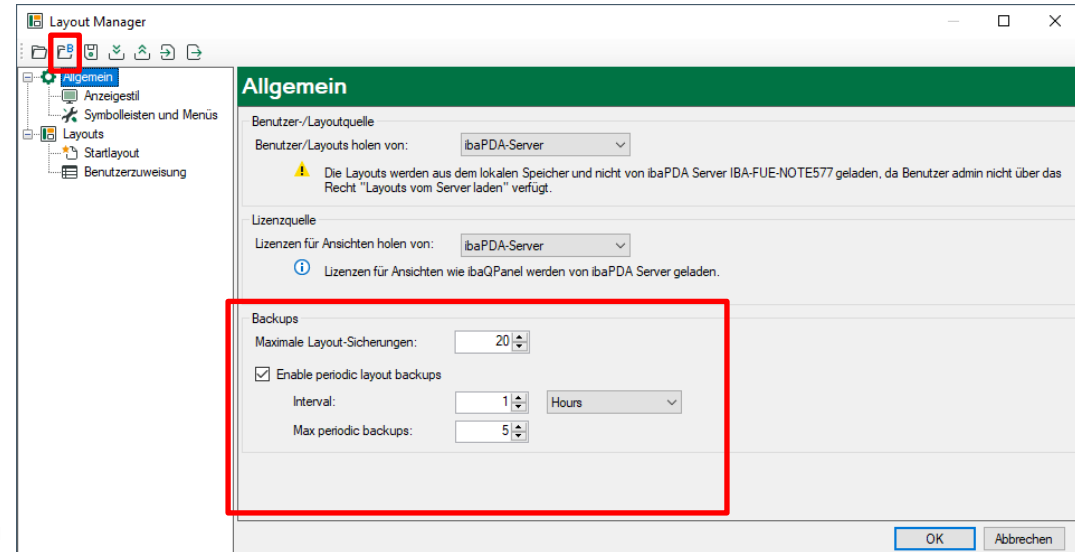 Layout Manager
B
Allgemein
Anzeigestil
Symbolleisten und Menüs
Layouts
Startlayout
Benutzerzuweisung
Allgemein
Benutzer-/Layoutquelle
Benutzer/Layouts holen von: ibaPDA-Server
Die Layouts werden aus dem lokalen Speicher und nicht von ibaPDA Server IBA-FUE-NOTE577 geladen, da Benutzer admin nicht über das
Recht "Layouts vom Server laden" verfügt.
Lizenzquelle
Lizenzen für Ansichten holen von: ibaPDA-Server
Lizenzen für Ansichten wie ibaQPanel werden von ibaPDA Server geladen.
Backups
Maximale Layout-Sicherungen: 20
Enable periodic layout backups
Interval: 1 Hours
Max periodic backups: 5
OK Abbrechen